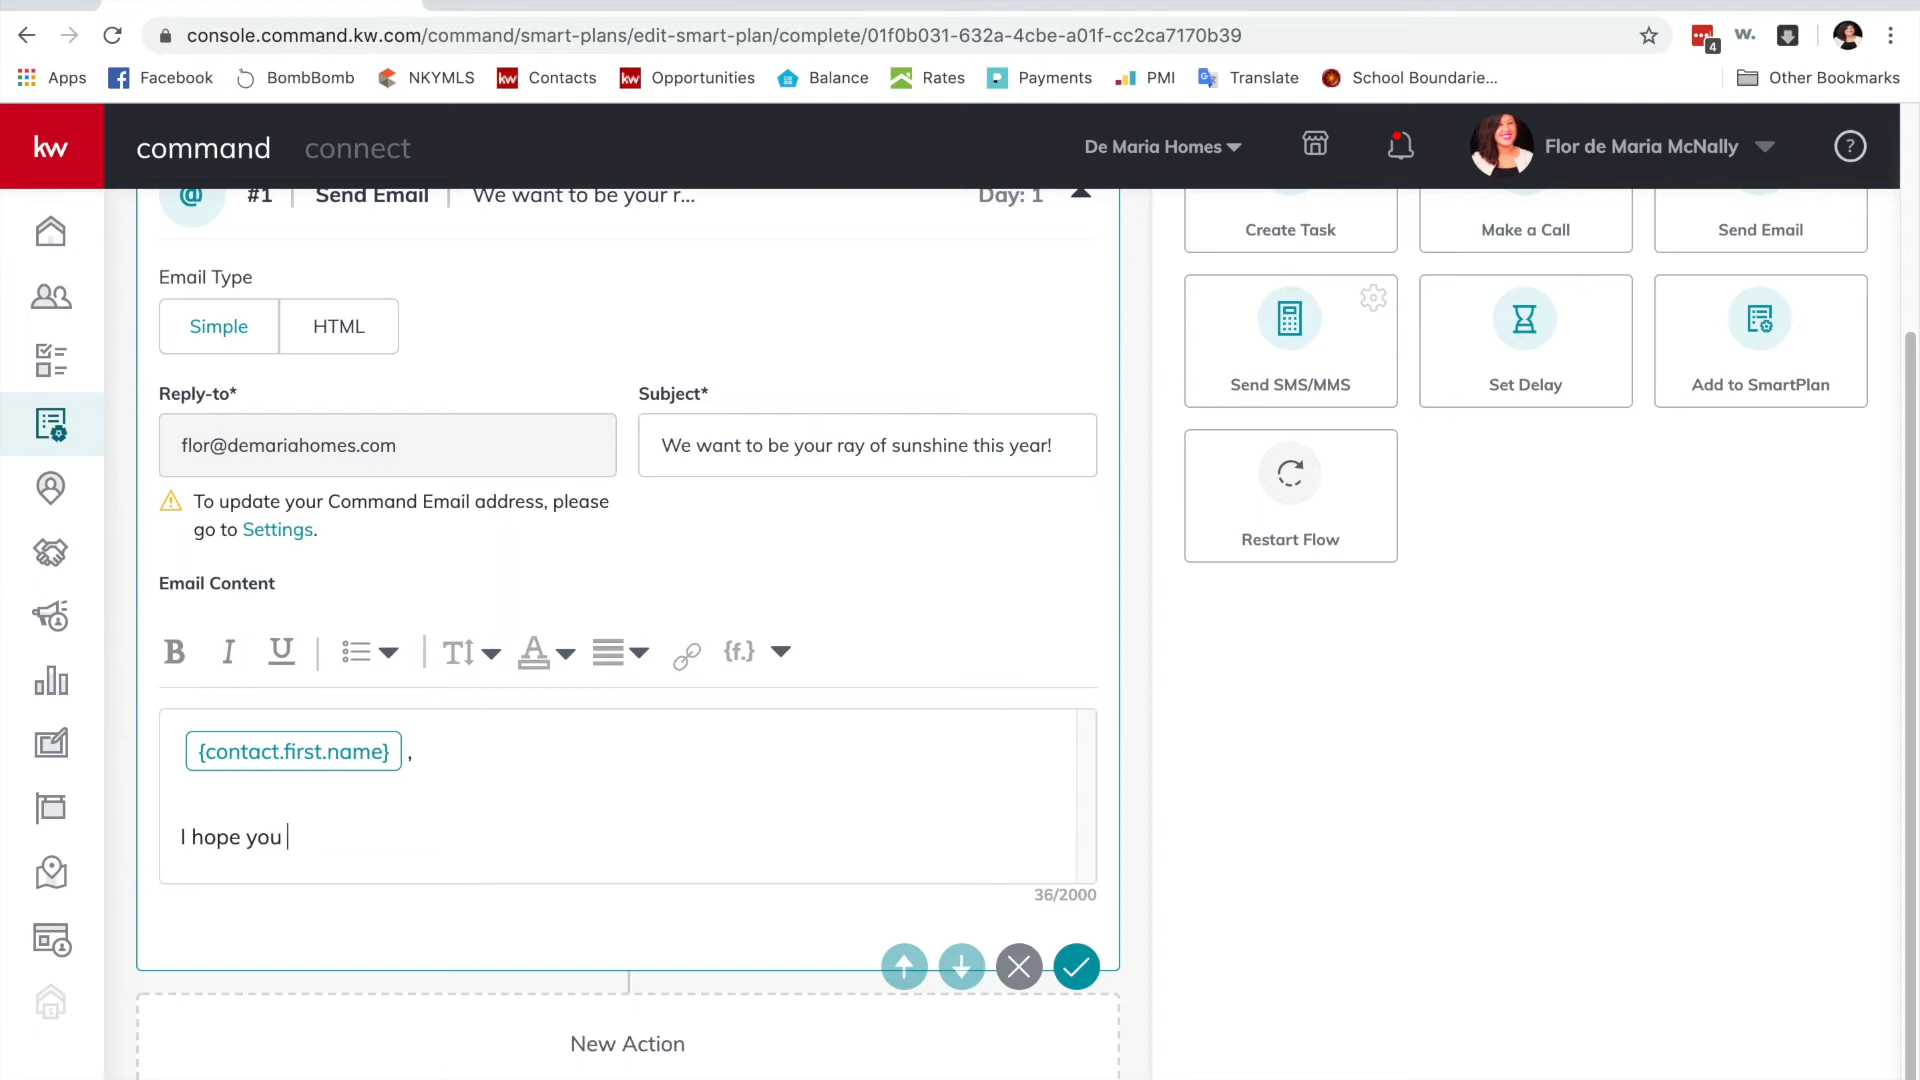 console.command.kw.com/command/smart-plans/edit-smart-plan/complete/01f0b031-632a-4cbe-a01f-cc2ca7170b39
4
w.
Apps
Facebook
BombBomb
NKYMLS
kw Contacts
kw Opportunities
Balance
Rates
Payments
PMI
Translate
School Boundarie...
Other Bookmarks
kw
command
connect
De Maria Homes
Flor de Maria McNally
?
@ #1 | Send Email | We want to be your r...
Day: 1
Email Type
Simple
HTML
Reply-to*
Subject*
flor@demariahomes.com
We want to be your ray of sunshine this year!
To update your Command Email address, please
go to Settings.
Email Content
B I U
{f.}
{contact.first.name} ,
I hope you
36/2000
New Action
Create Task
Make a Call
Send Email
Send SMS/MMS
Set Delay
Add to SmartPlan
Restart Flow